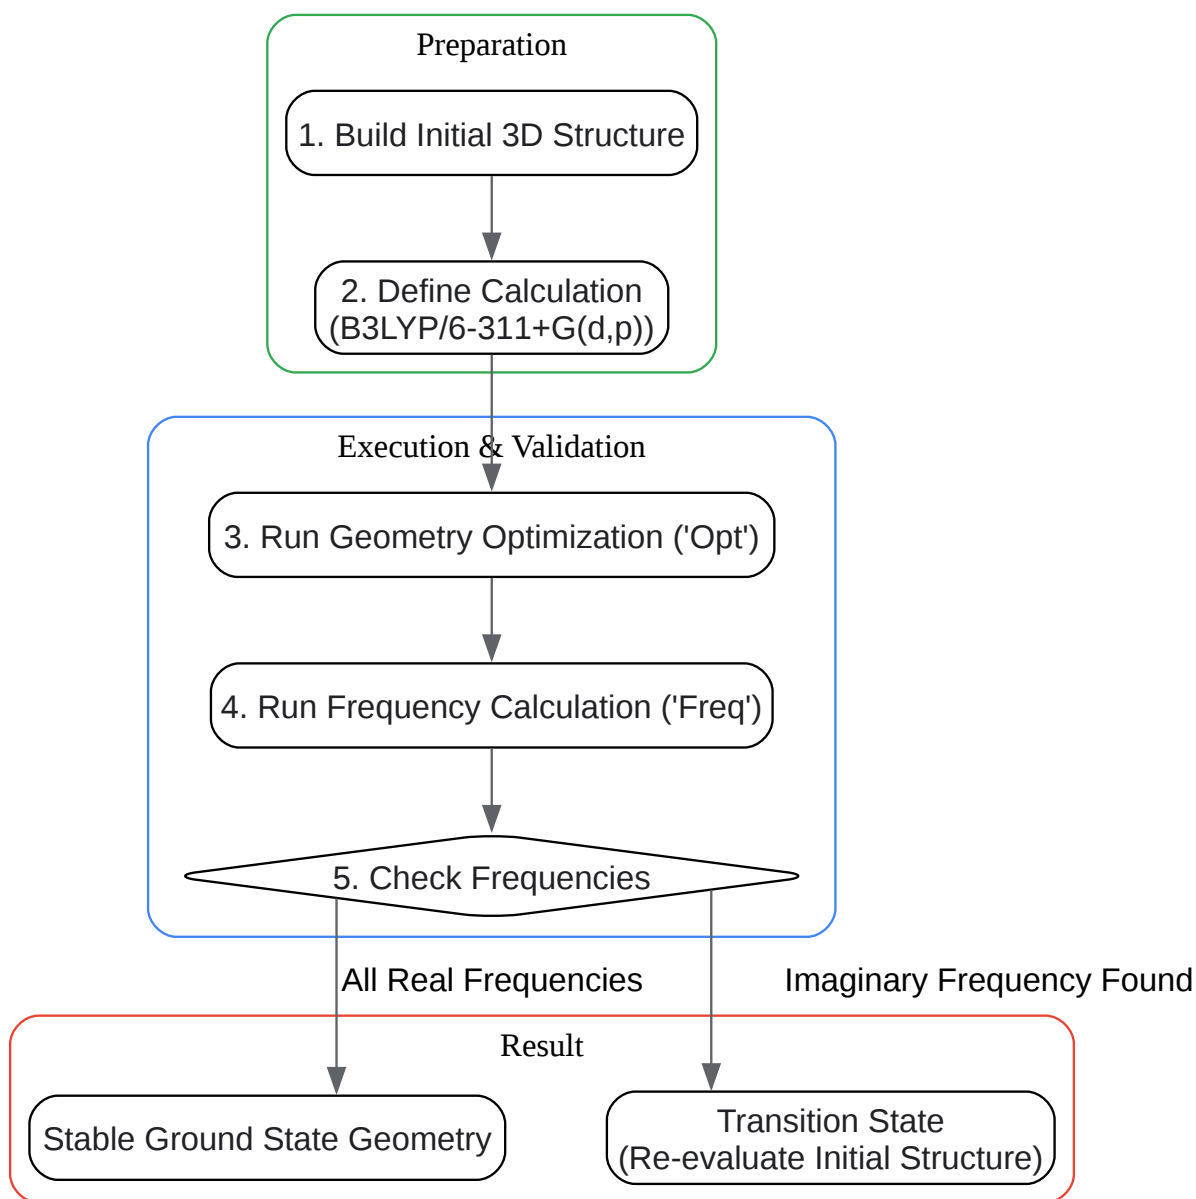 Preparation
1. Build Initial 3D Structure
2. Define Calculation
(B3LYP/6-311+G(d,p))
Execution & Validation
3. Run Geometry Optimization ('Opt')
4. Run Frequency Calculation ('Freq')
5. Check Frequencies
All Real Frequencies
Imaginary Frequency Found
Result
Stable Ground State Geometry
Transition State
(Re-evaluate Initial Structure)